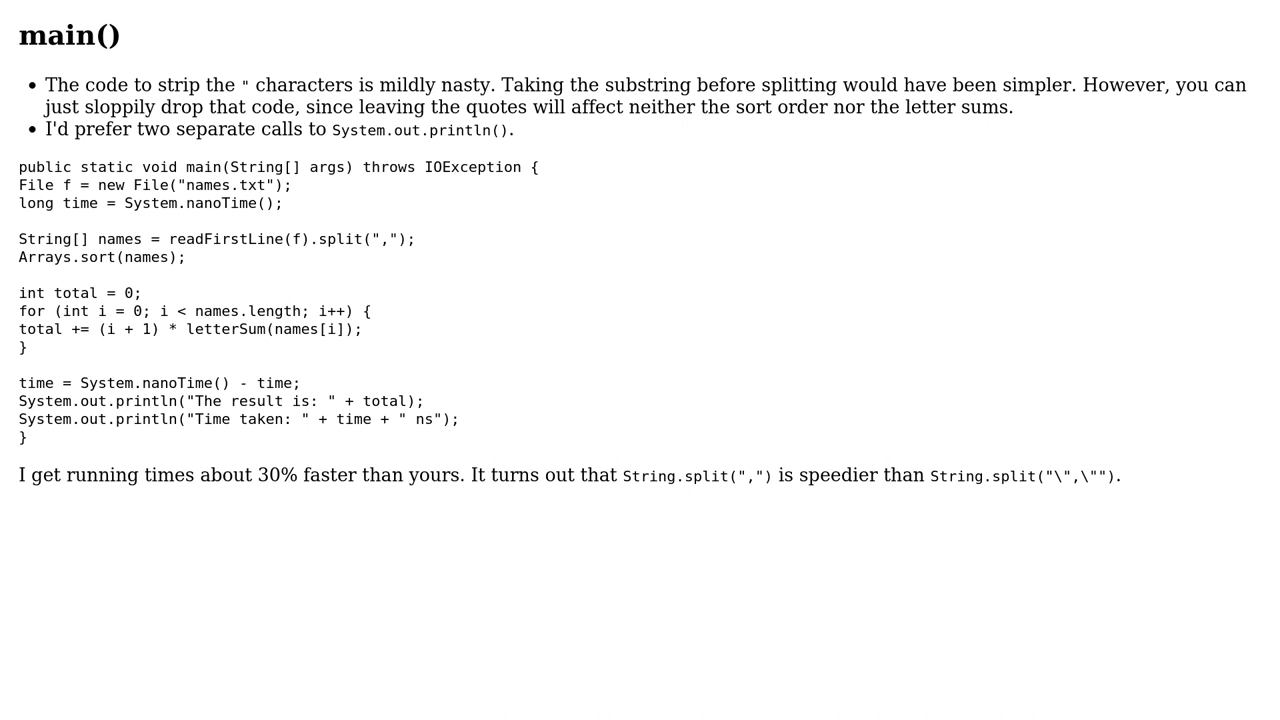 main()
• The code to strip the " characters is mildly nasty. Taking the substring before splitting would have been simpler. However, you can
just sloppily drop that code, since leaving the quotes will affect neither the sort order nor the letter sums.
• I'd prefer two separate calls to System.out.println().
public static void main(String[] args) throws IOException {
File f = new File("names.txt");
long time = System.nanoTime();

String[] names = readFirstLine(f).split(",");
Arrays.sort(names);

int total = 0;
for (int i = 0; i < names.length; i++) {
total += (i + 1) * letterSum(names[i]);
}

time = System.nanoTime() - time;
System.out.println("The result is: " + total);
System.out.println("Time taken: " + time + " ns");
}
I get running times about 30% faster than yours. It turns out that String.split(",") is speedier than String.split("\",\"").